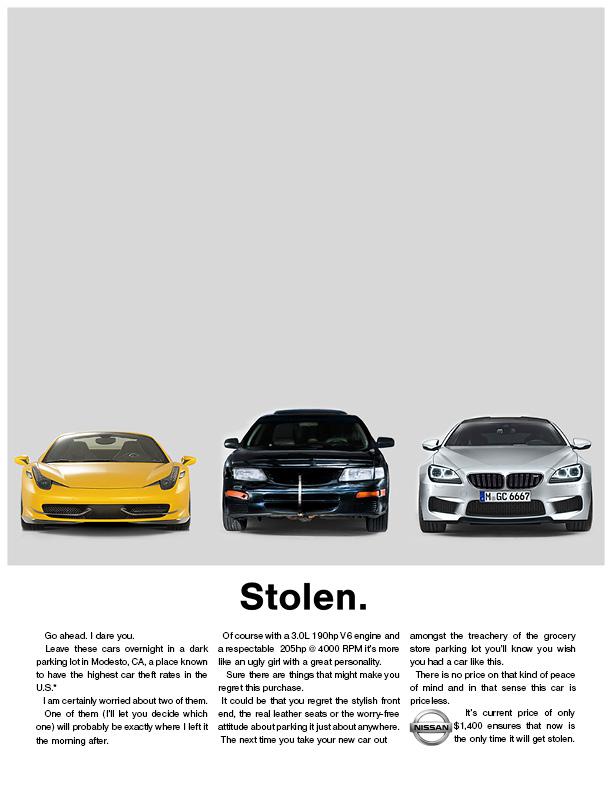 M GC 6667
Stolen.
Go ahead. I dare you.
Leave these cars overnight in a dark
parking lot in Modesto, CA, a place known
to have the highest car theft rates in the
U.S.*
I am certainly worried about two of them.
One of them (I'll let you decide which
one) will probably be exactly where I left it
the morning after.
Of course with a 3.0L 190hp V6 engine and
a respectable 205hp @ 4000 RPM it's more
like an ugly girl with a great personality.
Sure there are things that might make you
regret this purchase.
It could be that you regret the stylish front
end, the real leather seats or the worry-free
attitude about parking it just about anywhere.
The next time you take your new car out
amongst the treachery of the grocery
store parking lot you'll know you wish
you had a car like this.
There is no price on that kind of peace
of mind and in that sense this car is
priceless.
It's current price of only
$1,400 ensures that now is
the only time it will get stolen.
NISSAN